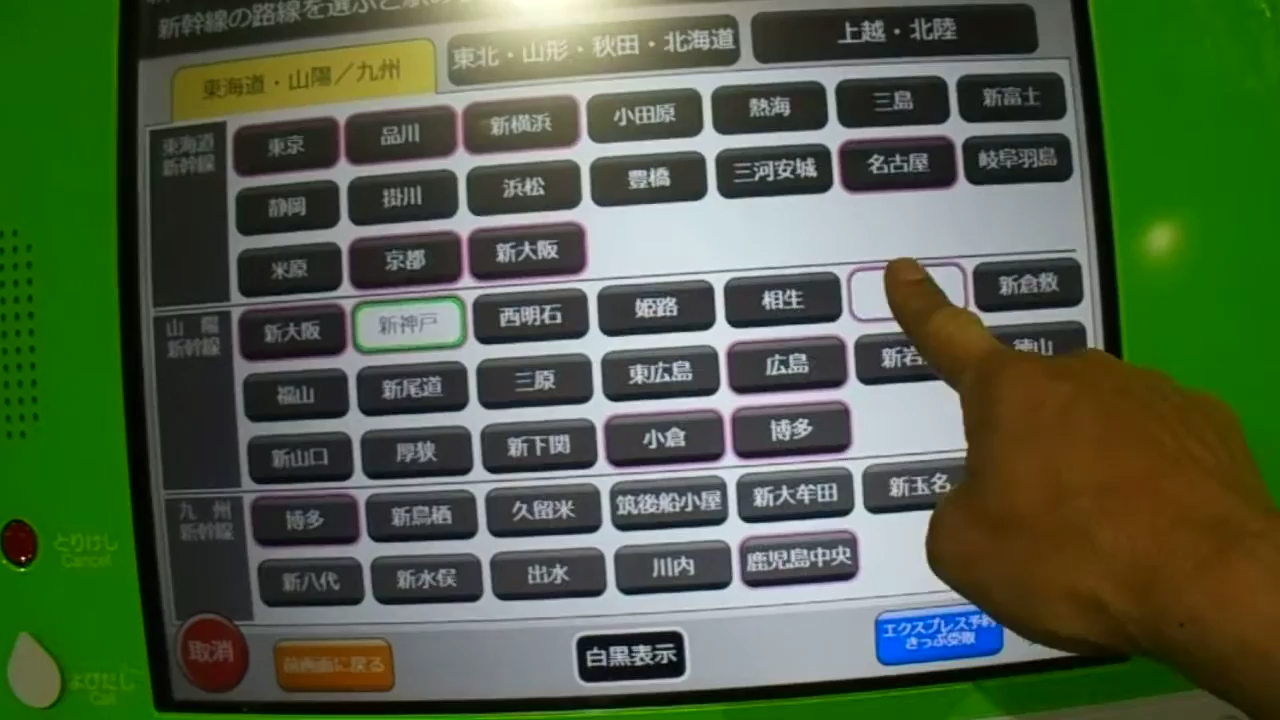 新幹線の路線を選ぶと
東海道・山陽／九州
東北・山形・秋田・北海道
上越・北陸
東海道
新幹線
東京 品川 新横浜 小田原 熱海 三島 新富士
静岡 掛川 浜松 豊橋 三河安城 名古屋 岐阜羽島
米原 京都 新大阪
山陽
新幹線
新大阪 新神戸 西明石 姫路 相生 新倉敷
福山 新尾道 三原 東広島 広島 新岩 徳山
新山口 厚狭 新下関 小倉 博多
九州
新幹線
博多 新鳥栖 久留米 筑後船小屋 新大牟田 新玉名
新八代 新水俣 出水 川内 鹿児島中央
とりけし
Cancel
よびだし
Call
取消
前画面に戻る
白黒表示
エクスプレス予約
きっぷ受取